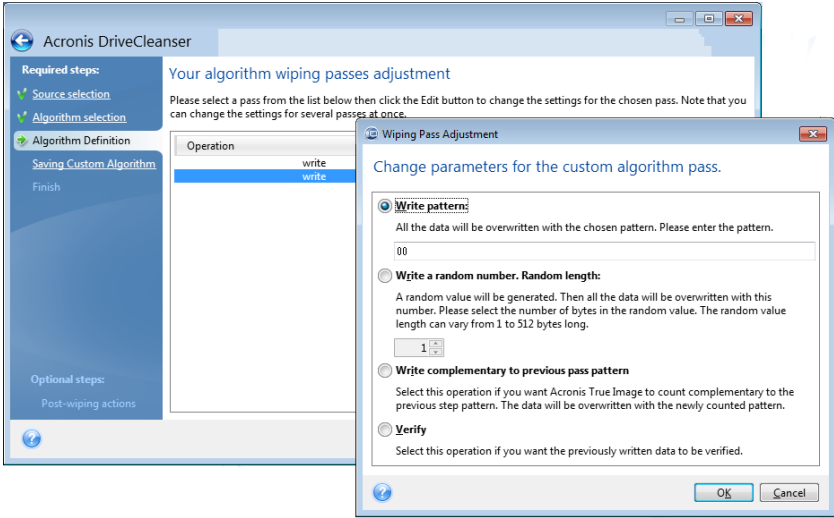 Acronis DriveCleanser
Required steps:
Source selection
Algorithm selection
Algorithm Definition
Saving Custom Algorithm
Finish
Optional steps:
Post-wiping actions
Your algorithm wiping passes adjustment
Please select a pass from the list below then click the Edit button to change the settings for the chosen pass. Note that you
can change the settings for several passes at once.
Operation
write
write
Wiping Pass Adjustment
Change parameters for the custom algorithm pass.
Write pattern:
All the data will be overwritten with the chosen pattern. Please enter the pattern.
00
Write a random number. Random length:
A random value will be generated. Then all the data will be overwritten with this
number. Please select the number of bytes in the random value. The random value
length can vary from 1 to 512 bytes long.
1
Write complementary to previous pass pattern
Select this operation if you want Acronis True Image to count complementary to the
previous step pattern. The data will be overwritten with the newly counted pattern.
Verify
Select this operation if you want the previously written data to be verified.
OK
Cancel